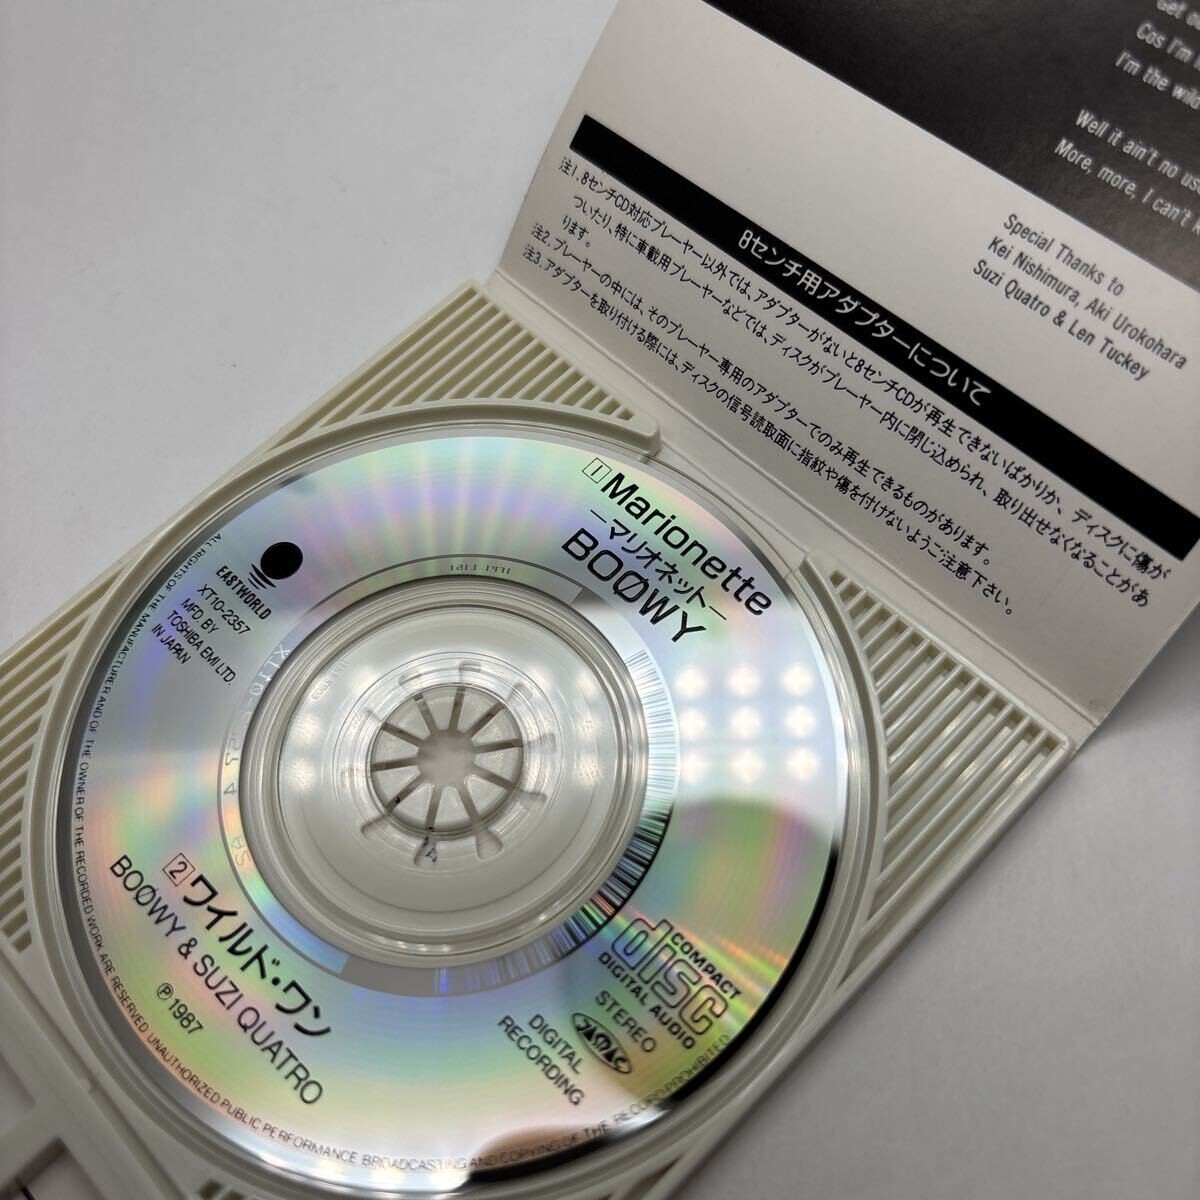 Get
Cos I'm
I'm the wild
Well it ain't no us
More, more, I can't k
Special Thanks to
Kei Nishimura, Aki Urokohara
Suzi Quatro & Len Tuckey
8センチ用アダプターについて
注1.8センチCD対応プレーヤー以外では、アダプターがないと8センチCDが再生できないばかりか、ディスクに傷が
ついたり、特に車載用プレーヤーなどでは、ディスクがプレーヤー内に閉じ込められ、取り出せなくなることがあ
ります。
注2.プレーヤーの中には、そのプレーヤー専用のアダプターでのみ再生できるものがあります。
注3.アダプターを取り付ける際には、ディスクの信号読取面に指紋や傷を付けないようご注意下さい。
1 Marionette
—マリオネット—
BOØWY
EASTWORLD
XT10-2357
MFD. BY
TOSHIBA EMI LTD.
IN JAPAN
2 ワイルド・ワン
BOØWY & SUZI QUATRO
℗ 1987
COMPACT
disc
DIGITAL AUDIO
STEREO
JASRAC
DIGITAL
RECORDING
ALL RIGHTS OF THE MANUFACTURER AND OF THE OWNER OF THE RECORDED WORK ARE RESERVED. UNAUTHORIZED PUBLIC PERFORMANCE BROADCASTING AND COPYING OF THE RECORD PROHIBITED
IFPI L161